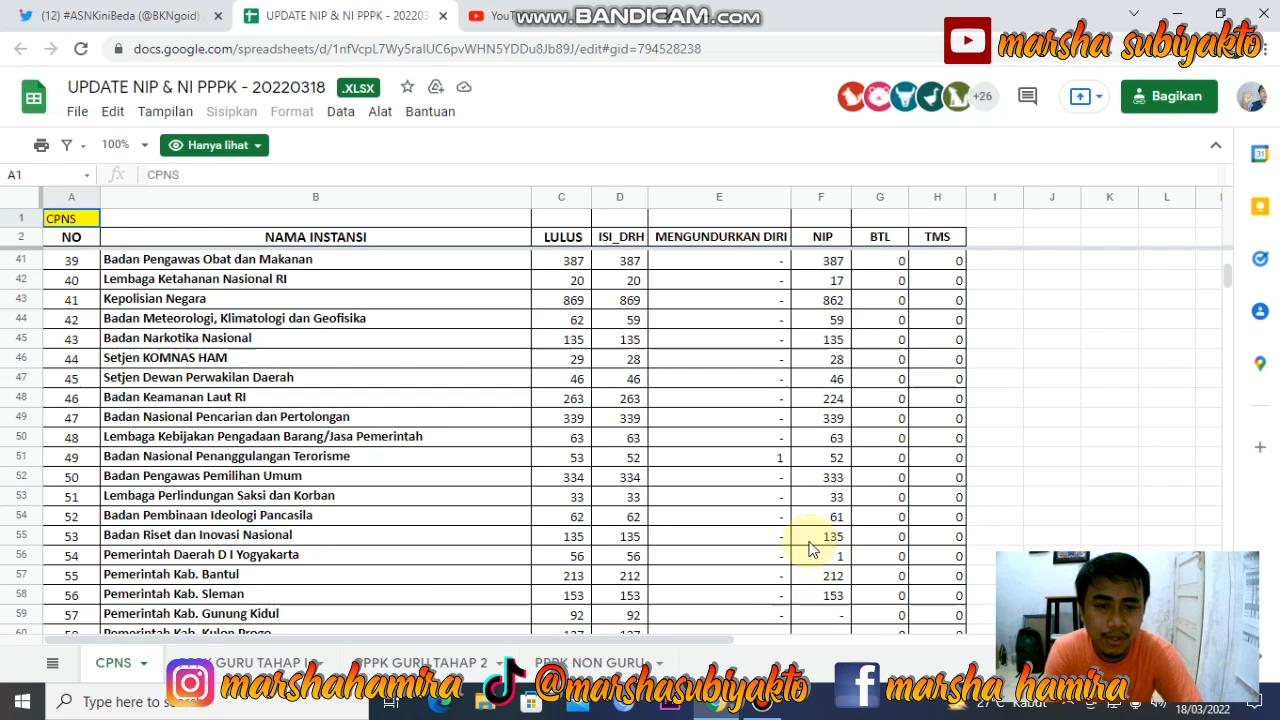 (12) #ASNKiniBeda (@BKNgoid)
UPDATE NIP & NI PPPK - 20220318
YouT
www.BANDICAM.com
docs.google.com/spreadsheets/d/1nfVcpL7Wy5raIUC6pvWHN5YDDu8Jb89J/edit#gid=794528238
marsha subiyakto
UPDATE NIP & NI PPPK - 20220318 .XLSX
File Edit Tampilan Sisipkan Format Data Alat Bantuan
+26
Bagikan
100%
Hanya lihat
A1
fx
CPNS
31
A B C D E F G H I J K L
1 CPNS
2 NO NAMA INSTANSI LULUS ISI_DRH MENGUNDURKAN DIRI NIP BTL TMS
41 39 Badan Pengawas Obat dan Makanan 387 387 - 387 0 0
42 40 Lembaga Ketahanan Nasional RI 20 20 - 17 0 0
43 41 Kepolisian Negara 869 869 - 862 0 0
44 42 Badan Meteorologi, Klimatologi dan Geofisika 62 59 - 59 0 0
45 43 Badan Narkotika Nasional 135 135 - 135 0 0
46 44 Setjen KOMNAS HAM 29 28 - 28 0 0
47 45 Setjen Dewan Perwakilan Daerah 46 46 - 46 0 0
48 46 Badan Keamanan Laut RI 263 263 - 224 0 0
49 47 Badan Nasional Pencarian dan Pertolongan 339 339 - 339 0 0
50 48 Lembaga Kebijakan Pengadaan Barang/Jasa Pemerintah 63 63 - 63 0 0
51 49 Badan Nasional Penanggulangan Terorisme 53 52 1 52 0 0
52 50 Badan Pengawas Pemilihan Umum 334 334 - 333 0 0
53 51 Lembaga Perlindungan Saksi dan Korban 33 33 - 33 0 0
54 52 Badan Pembinaan Ideologi Pancasila 62 62 - 61 0 0
55 53 Badan Riset dan Inovasi Nasional 135 135 - 135 0 0
56 54 Pemerintah Daerah D I Yogyakarta 56 56 - 1 0 0
57 55 Pemerintah Kab. Bantul 213 212 - 212 0 0
58 56 Pemerintah Kab. Sleman 153 153 - 153 0 0
59 57 Pemerintah Kab. Gunung Kidul 92 92 - - 0 0
60 58 Pemerintah Kab. Kulon Progo
CPNS PPPK GURU TAHAP I PPPK GURU TAHAP 2 PPPK NON GURU
marshahamira
@marshasubiyakto
marsha hamira
Type here to
27°C Kabut
18/03/2022